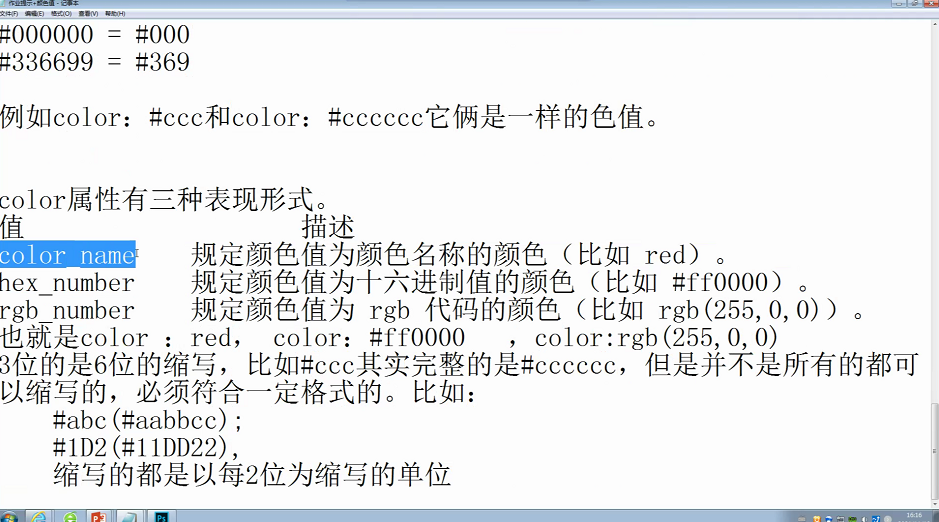 作业提示+颜色值 - 记事本
文件(F) 编辑(E) 格式(O) 查看(V) 帮助(H)
#000000 = #000
#336699 = #369
例如color：#ccc和color：#cccccc它俩是一样的色值。
color属性有三种表现形式。
值 描述
color_name 规定颜色值为颜色名称的颜色（比如 red）。
hex_number 规定颜色值为十六进制值的颜色（比如 #ff0000）。
rgb_number 规定颜色值为 rgb 代码的颜色（比如 rgb(255,0,0)）。
也就是color ：red， color：#ff0000 ，color:rgb(255,0,0)
3位的是6位的缩写，比如#ccc其实完整的是#cccccc，但是并不是所有的都可
以缩写的，必须符合一定格式的。比如：
#abc(#aabbcc);
#1D2(#11DD22),
缩写的都是以每2位为缩写的单位
Ps
16:16